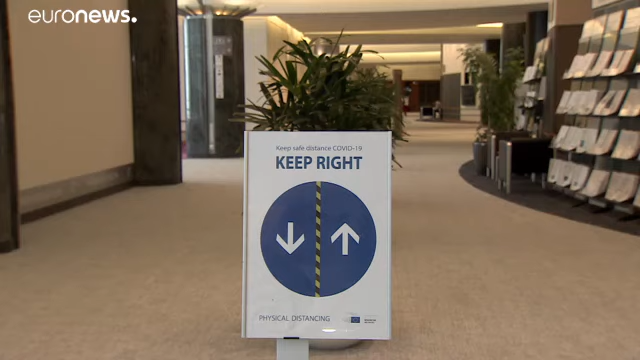 euronews.
Keep safe distance COVID-19
KEEP RIGHT
PHYSICAL DISTANCING